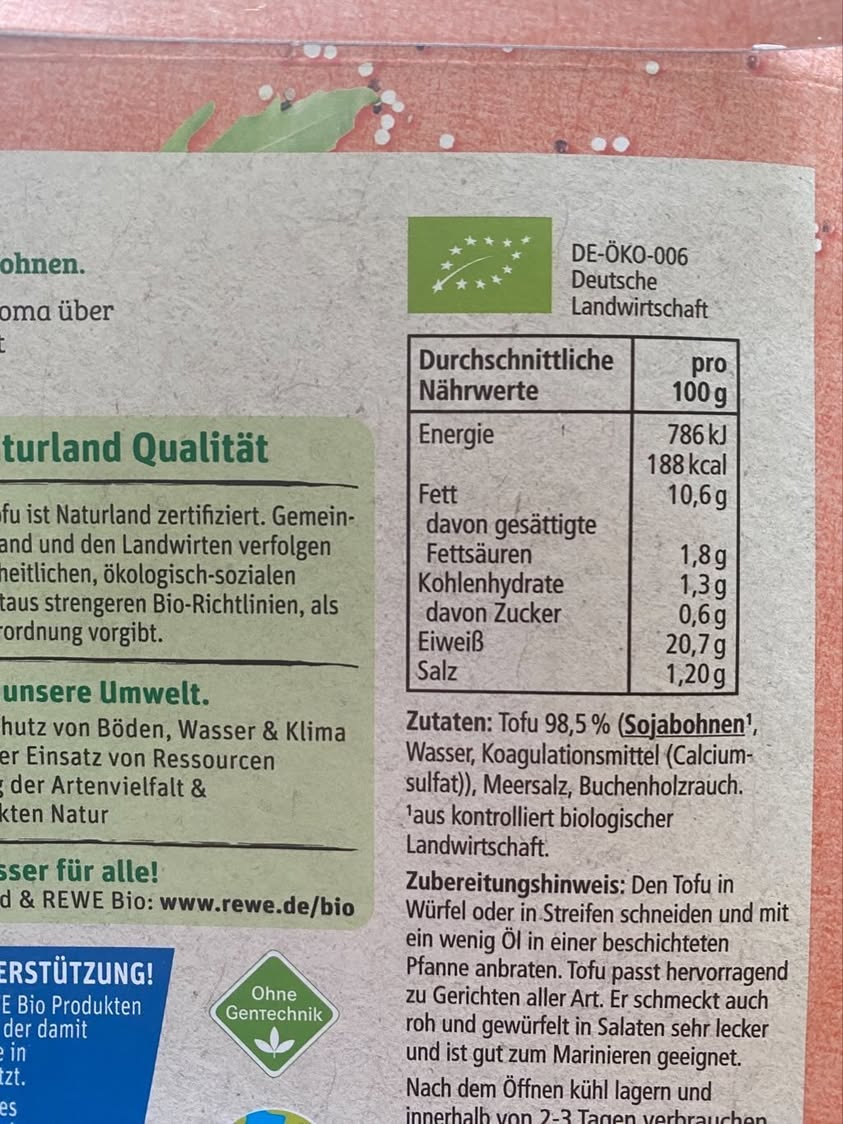 ohnen.
oma über
t
turland Qualität
ofu ist Naturland zertifiziert. Gemein-
and und den Landwirten verfolgen
heitlichen, ökologisch-sozialen
taus strengeren Bio-Richtlinien, als
rordnung vorgibt.
unsere Umwelt.
hutz von Böden, Wasser & Klima
er Einsatz von Ressourcen
g der Artenvielfalt &
kten Natur
sser für alle!
d & REWE Bio: www.rewe.de/bio
ERSTÜTZUNG!
E Bio Produkten
der damit
e in
tzt.
es
Ohne
GenTechnik
DE-ÖKO-006
Deutsche
Landwirtschaft
Durchschnittliche pro
Nährwerte 100 g
Energie 786 kJ
188 kcal
Fett 10,6 g
davon gesättigte
Fettsäuren 1,8 g
Kohlenhydrate 1,3 g
davon Zucker 0,6 g
Eiweiß 20,7 g
Salz 1,20 g
Zutaten: Tofu 98,5 % (Sojabohnen¹,
Wasser, Koagulationsmittel (Calcium-
sulfat)), Meersalz, Buchenholzrauch.
¹aus kontrolliert biologischer
Landwirtschaft.
Zubereitungshinweis: Den Tofu in
Würfel oder in Streifen schneiden und mit
ein wenig Öl in einer beschichteten
Pfanne anbraten. Tofu passt hervorragend
zu Gerichten aller Art. Er schmeckt auch
roh und gewürfelt in Salaten sehr lecker
und ist gut zum Marinieren geeignet.
Nach dem Öffnen kühl lagern und
innerhalb von 2-3 Tagen verbrauchen